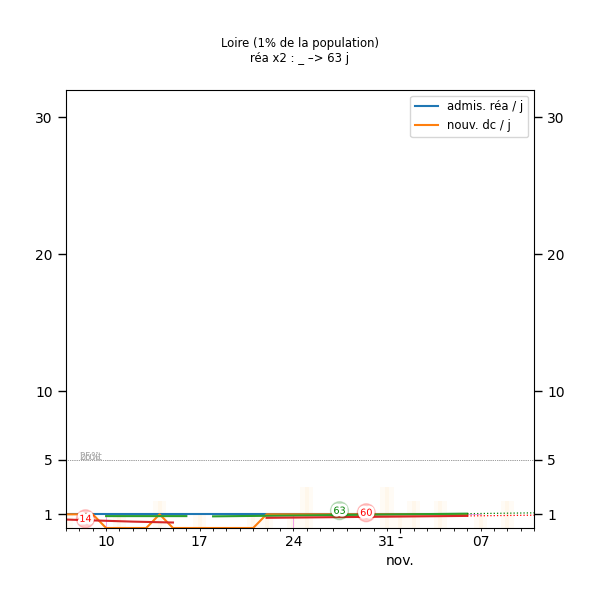 Loire (1% de la population)
réa x2 : _ –> 63 j
admis. réa / j
nouv. dc / j
30 30
20 20
10 10
5 5
1 1
14
63
60
10 17 24 31 - 07
nov.